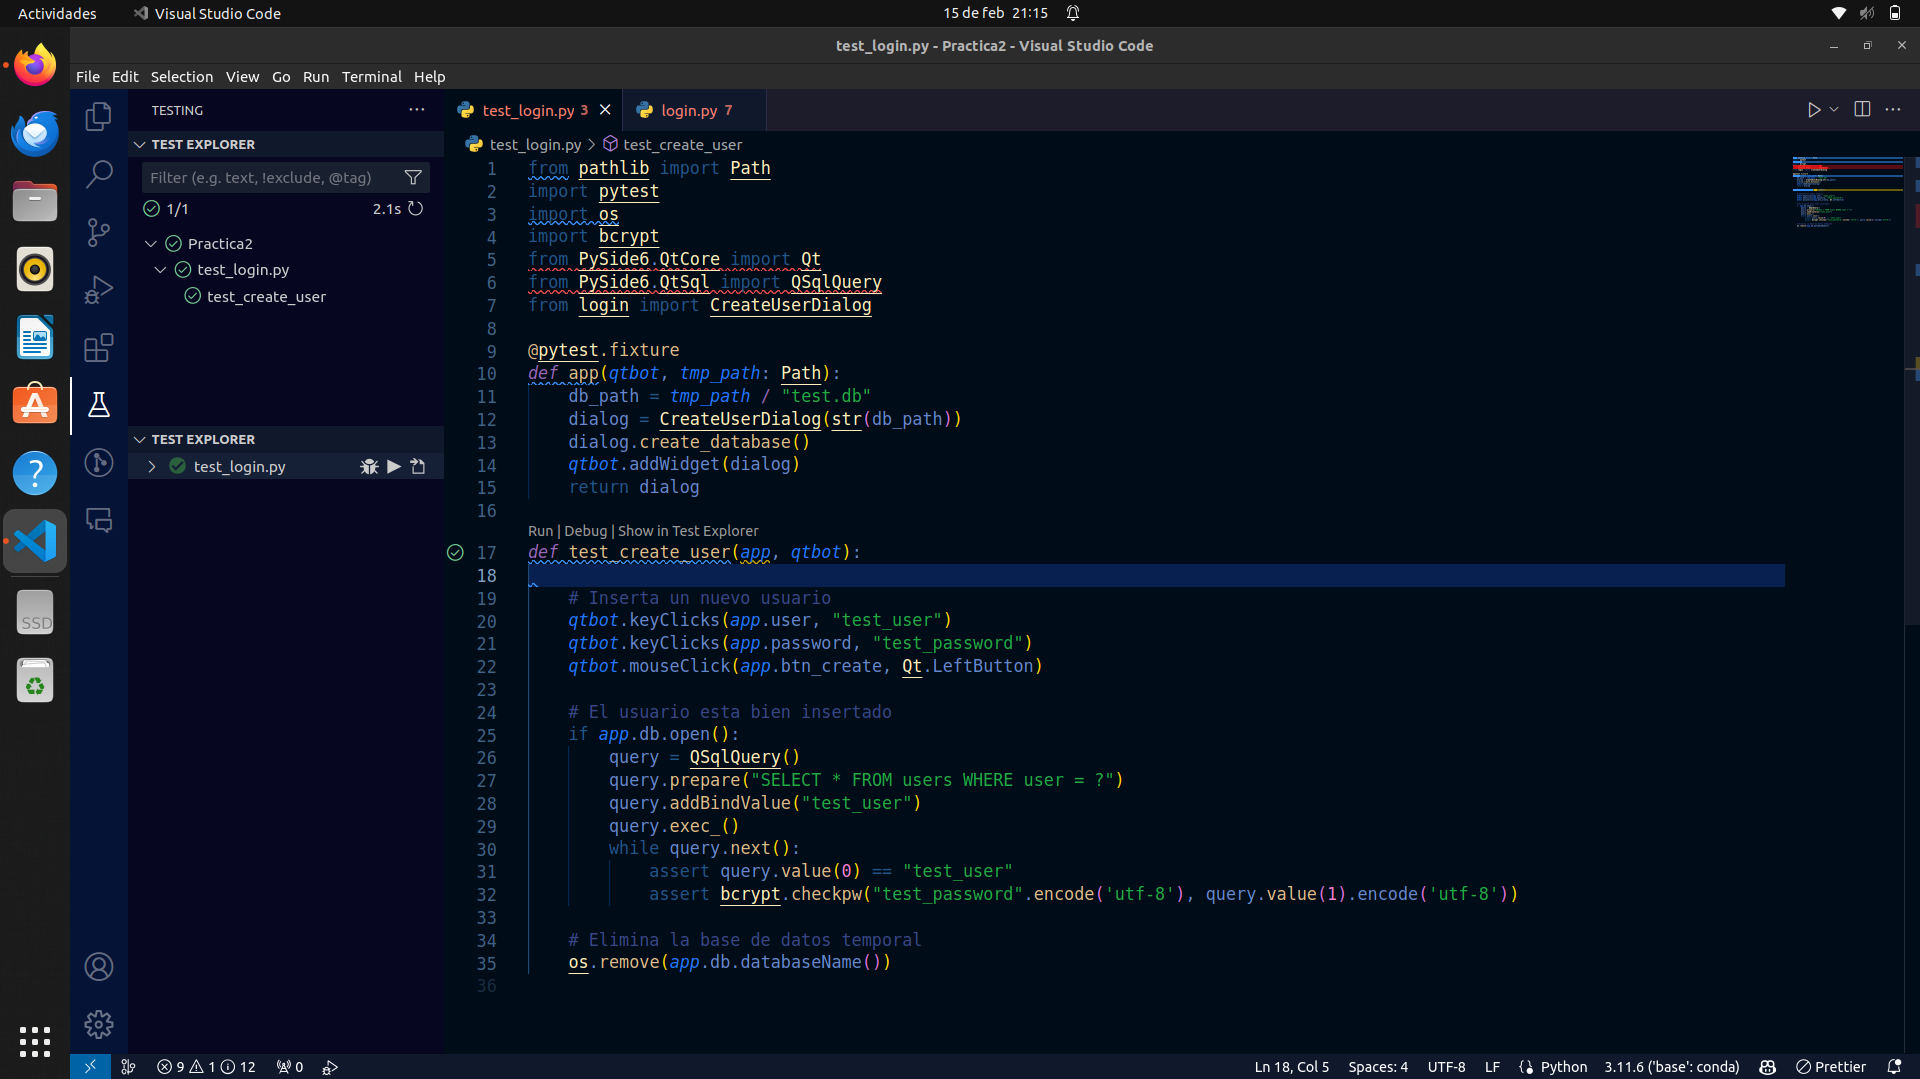 Actividades
Visual Studio Code
15 de feb 21:15
test_login.py - Practica2 - Visual Studio Code
File Edit Selection View Go Run Terminal Help
TESTING
TEST EXPLORER
Filter (e.g. text, !exclude, @tag)
1/1
2.1s
Practica2
test_login.py
test_create_user
TEST EXPLORER
test_login.py
SSD
test_login.py 3
login.py 7
test_login.py > test_create_user
1 from pathlib import Path
2 import pytest
3 import os
4 import bcrypt
5 from PySide6.QtCore import Qt
6 from PySide6.QtSql import QSqlQuery
7 from login import CreateUserDialog
8
9 @pytest.fixture
10 def app(qtbot, tmp_path: Path):
11 db_path = tmp_path / "test.db"
12 dialog = CreateUserDialog(str(db_path))
13 dialog.create_database()
14 qtbot.addWidget(dialog)
15 return dialog
16
Run | Debug | Show in Test Explorer
17 def test_create_user(app, qtbot):
18
19 # Inserta un nuevo usuario
20 qtbot.keyClicks(app.user, "test_user")
21 qtbot.keyClicks(app.password, "test_password")
22 qtbot.mouseClick(app.btn_create, Qt.LeftButton)
23
24 # El usuario esta bien insertado
25 if app.db.open():
26 query = QSqlQuery()
27 query.prepare("SELECT * FROM users WHERE user = ?")
28 query.addBindValue("test_user")
29 query.exec_()
30 while query.next():
31 assert query.value(0) == "test_user"
32 assert bcrypt.checkpw("test_password".encode('utf-8'), query.value(1).encode('utf-8'))
33
34 # Elimina la base de datos temporal
35 os.remove(app.db.databaseName())
36
9 1 12 0
Ln 18, Col 5 Spaces: 4 UTF-8 LF Python 3.11.6 ('base': conda) Prettier